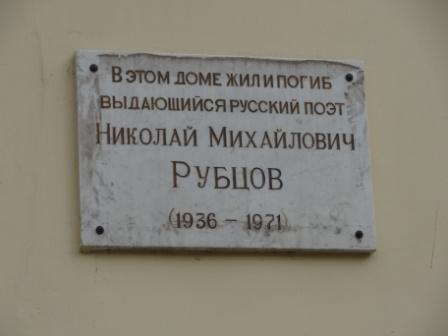 В ЭТОМ ДОМЕ ЖИЛ И ПОГИБ
ВЫДАЮЩИЙСЯ РУССКИЙ ПОЭТ
НИКОЛАЙ МИХАЙЛОВИЧ
РУБЦОВ
(1936 – 1971)